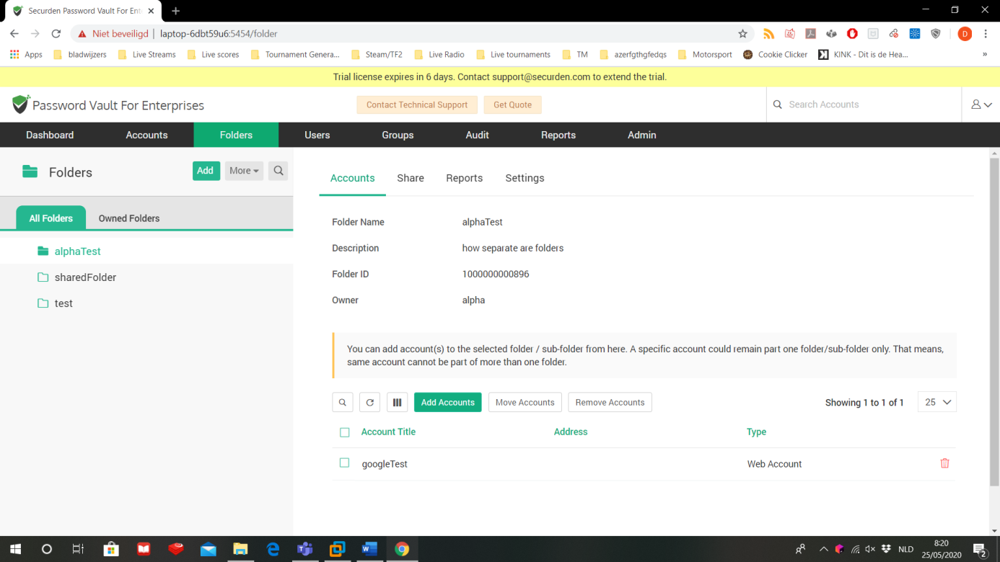 Securden Password Vault For Ent
Niet beveiligd | laptop-6dbt59u6:5454/folder
D
Apps bladwijzers Live Streams Live scores Tournament Genera... Steam/TF2 Live Radio Live tournaments TM azerfgthgfedqs Motorsport Cookie Clicker KINK - Dit is de Hea... »
Trial license expires in 6 days. Contact support@securden.com to extend the trial.
Password Vault For Enterprises
Contact Technical Support
Get Quote
Search Accounts
Dashboard Accounts Folders Users Groups Audit Reports Admin
Folders
Add
More
All Folders
Owned Folders
alphaTest
sharedFolder
test
Accounts Share Reports Settings
Folder Name alphaTest
Description how separate are folders
Folder ID 1000000000896
Owner alpha
You can add account(s) to the selected folder / sub-folder from here. A specific account could remain part one folder/sub-folder only. That means,
same account cannot be part of more than one folder.
Add Accounts Move Accounts Remove Accounts Showing 1 to 1 of 1 25
Account Title Address Type
googleTest Web Account
NLD
8:20
25/05/2020
2